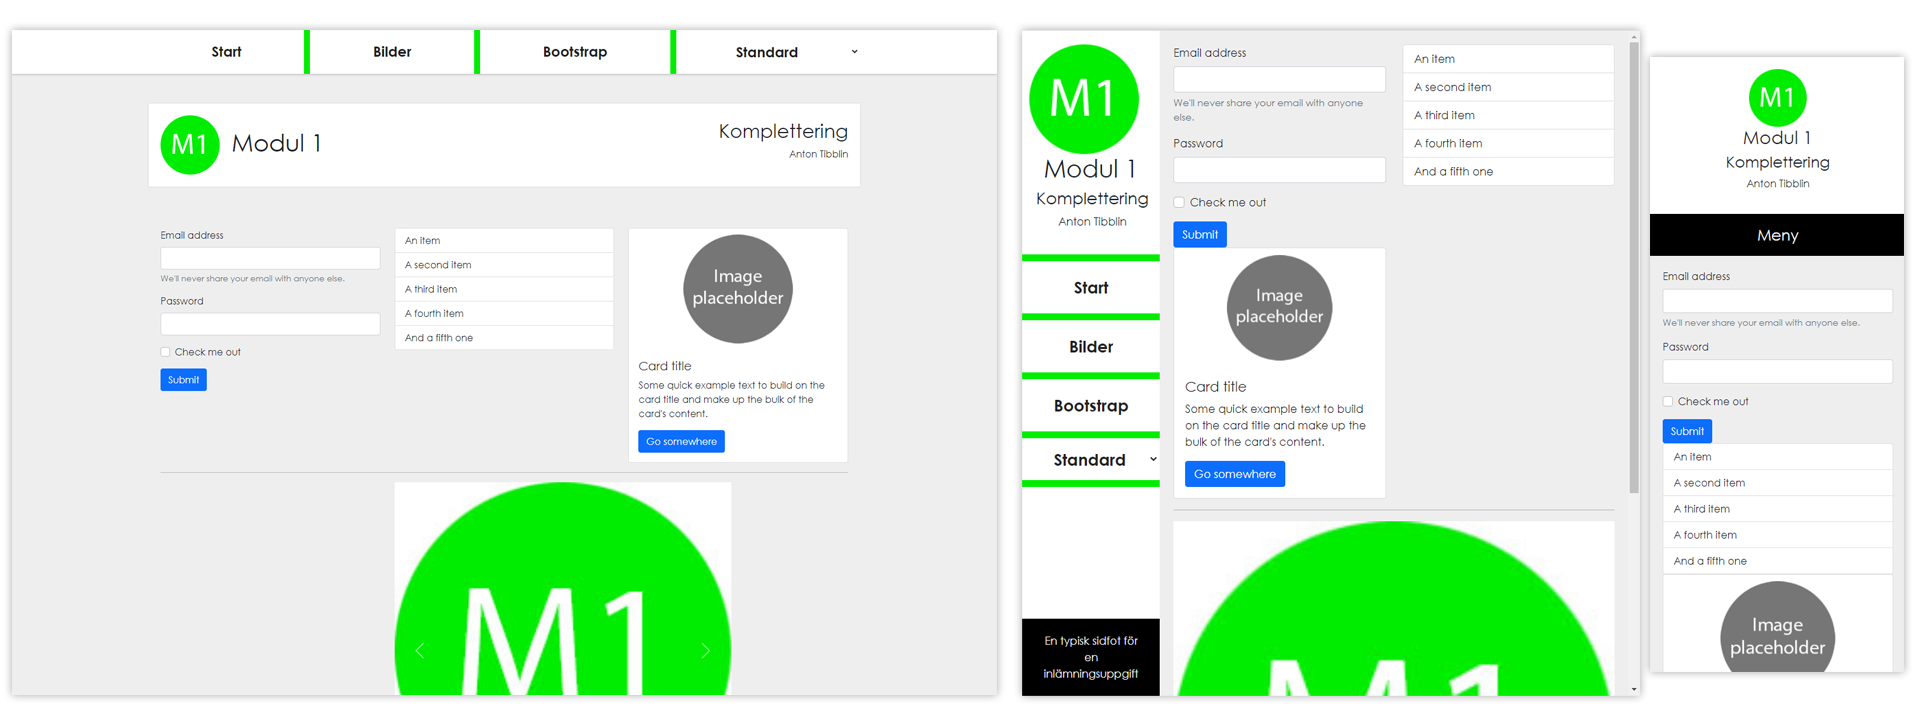 Start
Bilder
Bootstrap
Standard
M1
Modul 1
Komplettering
Anton Tibblin
Email address
We'll never share your email with anyone else.
Password
Check me out
Submit
An item
A second item
A third item
A fourth item
And a fifth one
Image
placeholder
Card title
Some quick example text to build on the
card title and make up the bulk of the
card's content.
Go somewhere
M1
M1
Modul 1
Komplettering
Anton Tibblin
Start
Bilder
Bootstrap
Standard
En typisk sidfot för
en
inlämningsuppgift
Email address
We'll never share your email with anyone
else.
Password
Check me out
Submit
An item
A second item
A third item
A fourth item
And a fifth one
Image
placeholder
Card title
Some quick example text to build
on the card title and make up the
bulk of the card's content.
Go somewhere
M1
M1
Modul 1
Komplettering
Anton Tibblin
Meny
Email address
We'll never share your email with anyone else.
Password
Check me out
Submit
An item
A second item
A third item
A fourth item
And a fifth one
Image
placeholder